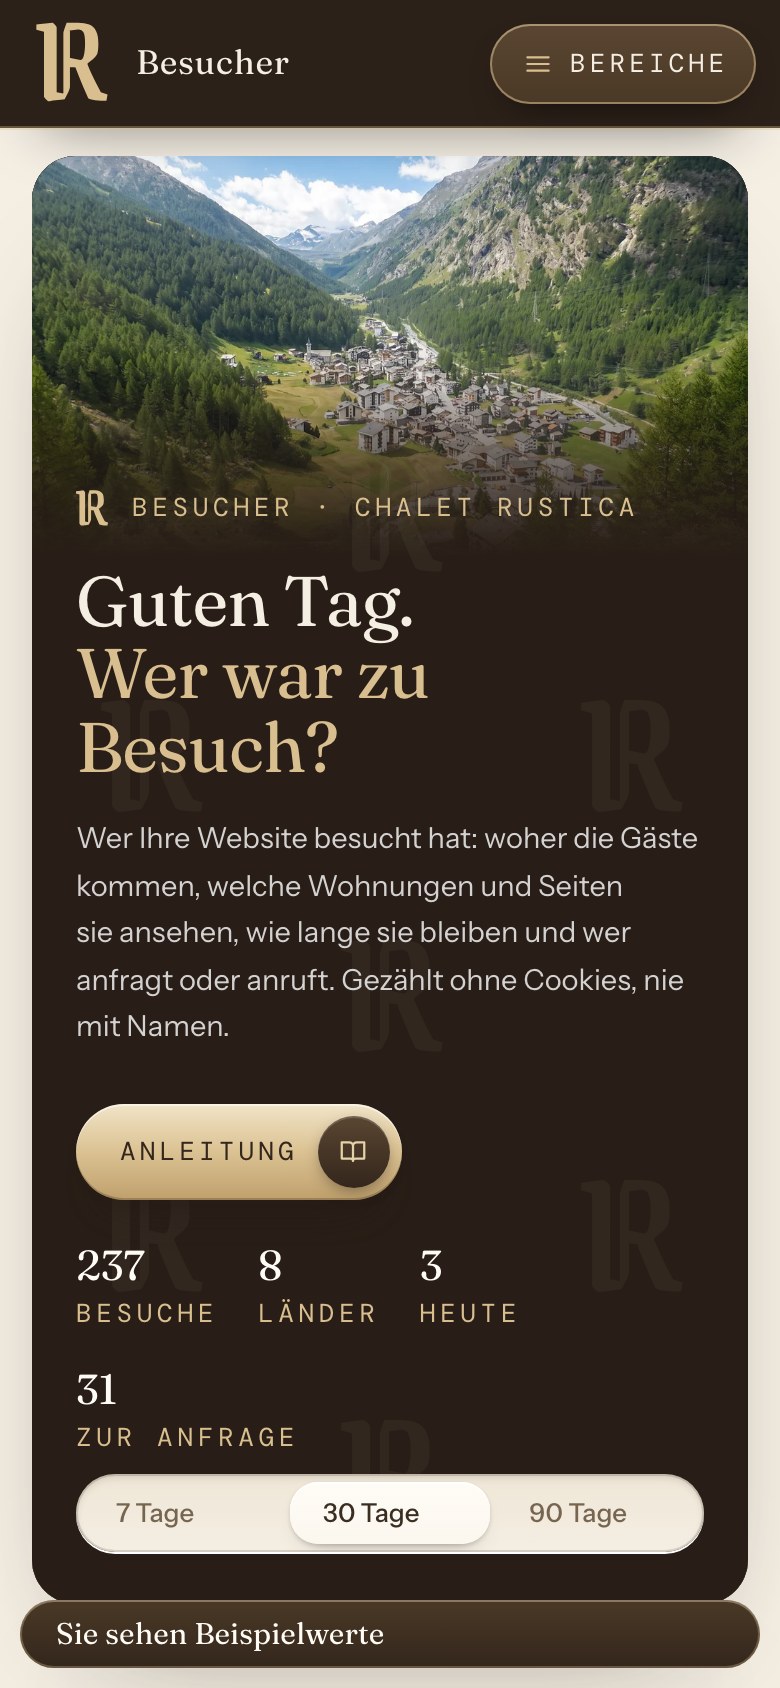 Besucher
BEREICHE
BESUCHER · CHALET RUSTICA
Guten Tag.
Wer war zu
Besuch?
Wer Ihre Website besucht hat: woher die Gäste
kommen, welche Wohnungen und Seiten
sie ansehen, wie lange sie bleiben und wer
anfragt oder anruft. Gezählt ohne Cookies, nie
mit Namen.
ANLEITUNG
237 8 3
BESUCHE LÄNDER HEUTE
31
ZUR ANFRAGE
7 Tage 30 Tage 90 Tage
Sie sehen Beispielwerte